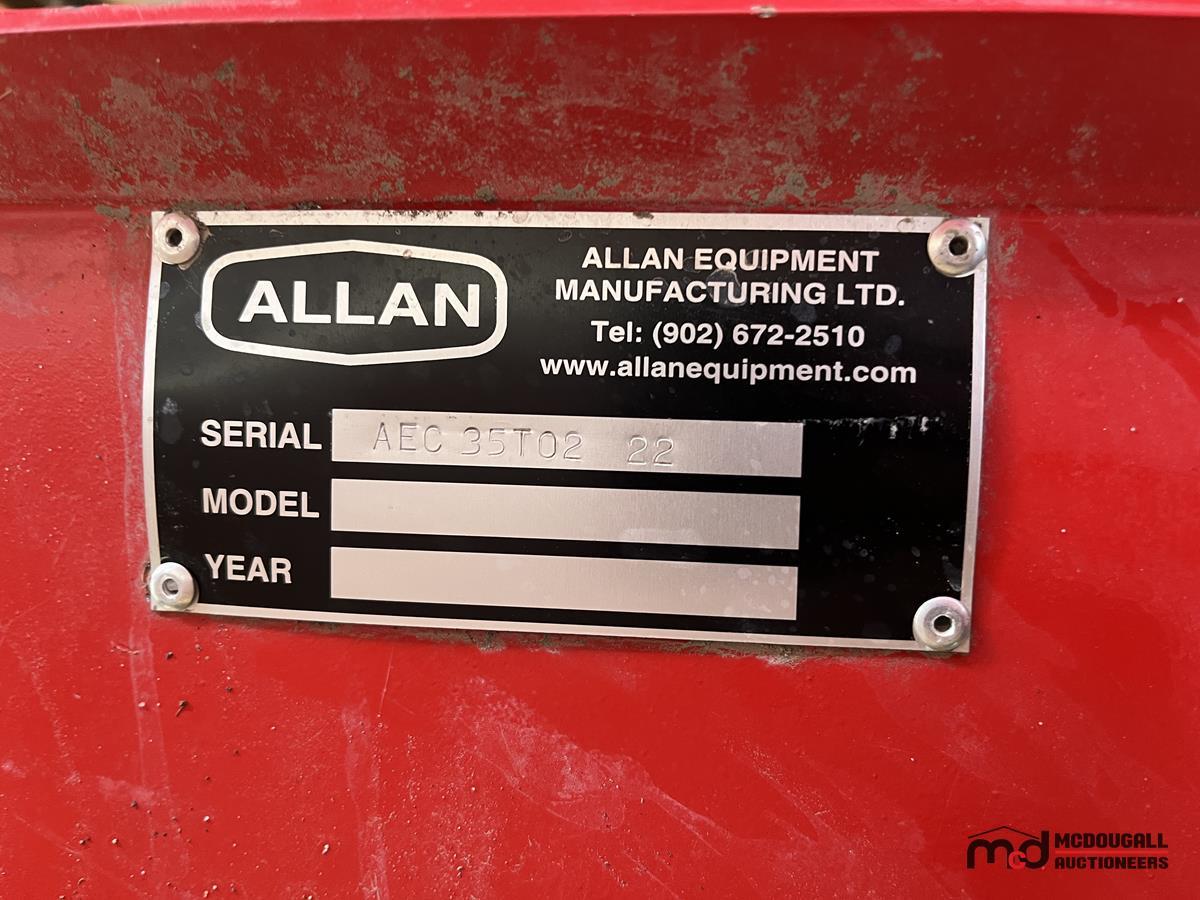 ALLAN
ALLAN EQUIPMENT
MANUFACTURING LTD.
Tel: (902) 672-2510
www.allanequipment.com
SERIAL AEC 35T02 22
MODEL
YEAR
mcd MCDOUGALL
AUCTIONEERS